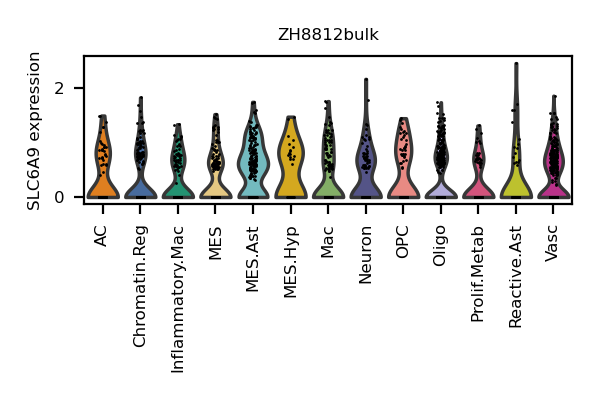 ZH8812bulk
SLC6A9 expression
2
0
AC
Chromatin.Reg
Inflammatory.Mac
MES
MES.Ast
MES.Hyp
Mac
Neuron
OPC
Oligo
Prolif.Metab
Reactive.Ast
Vasc